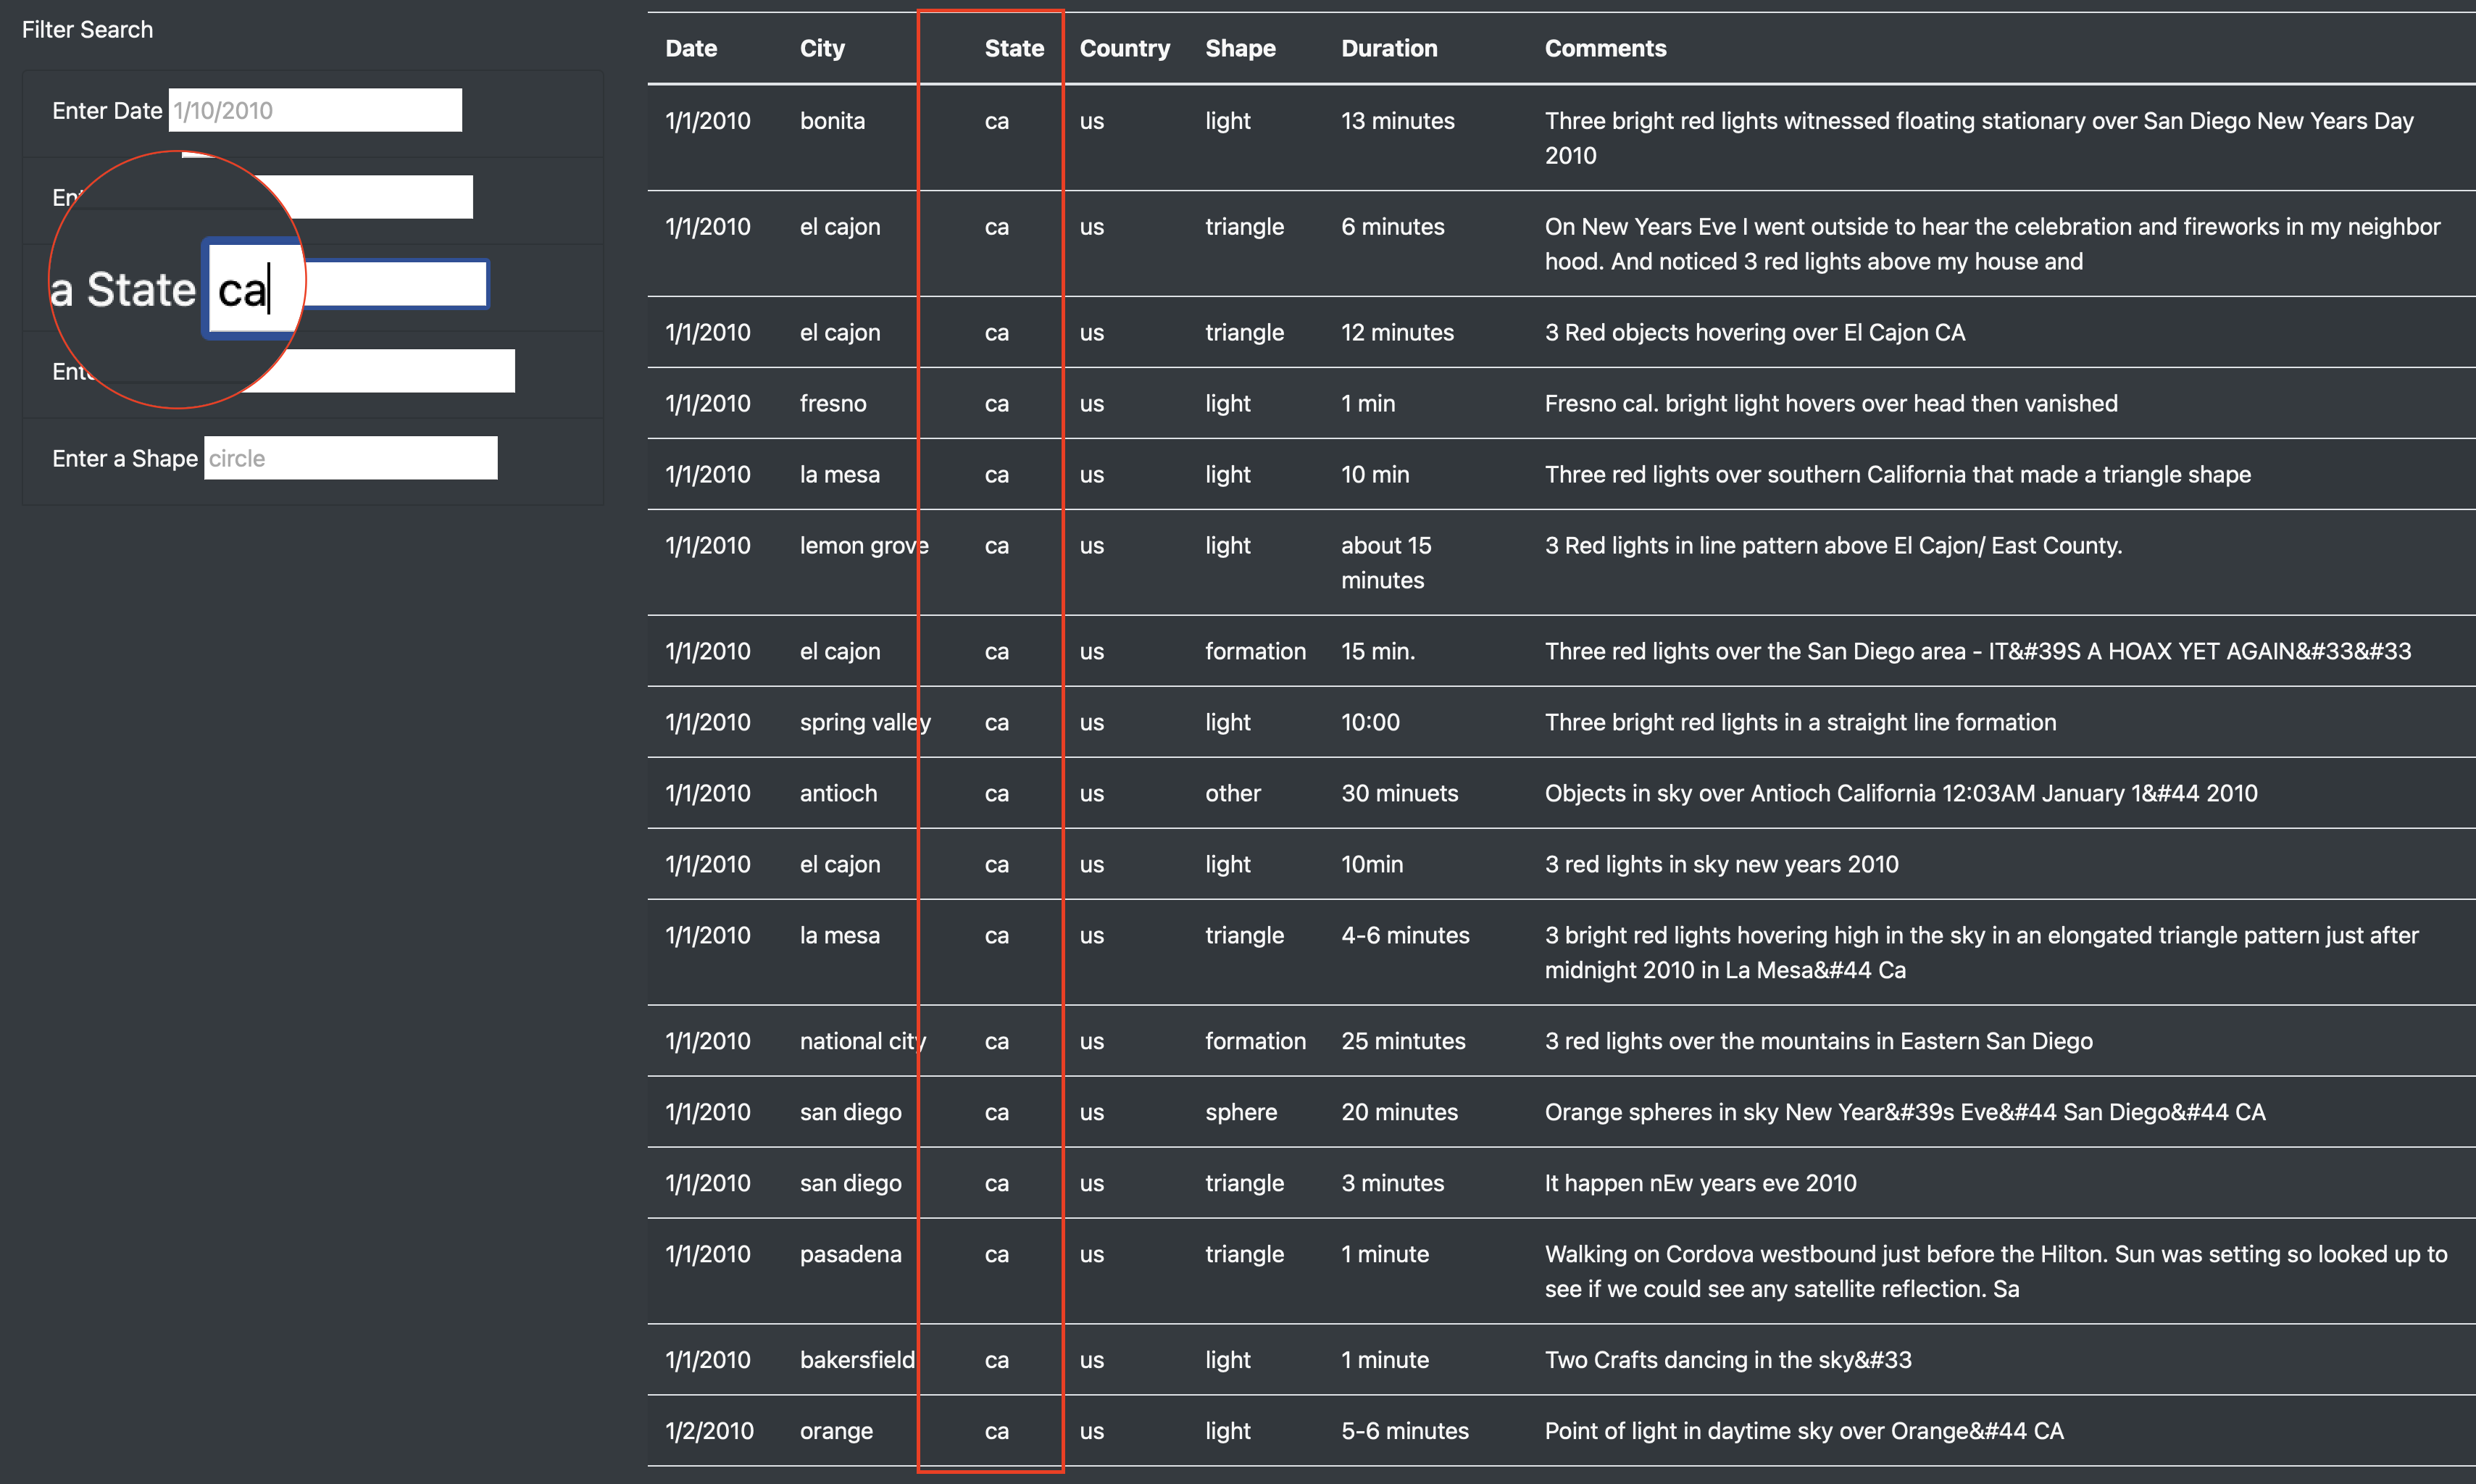 Filter Search
Enter Date 1/10/2010
a State ca
Enter a Shape circle
Date City State Country Shape Duration Comments
1/1/2010 bonita ca us light 13 minutes Three bright red lights witnessed floating stationary over San Diego New Years Day
2010
1/1/2010 el cajon ca us triangle 6 minutes On New Years Eve I went outside to hear the celebration and fireworks in my neighbor
hood. And noticed 3 red lights above my house and
1/1/2010 el cajon ca us triangle 12 minutes 3 Red objects hovering over El Cajon CA
1/1/2010 fresno ca us light 1 min Fresno cal. bright light hovers over head then vanished
1/1/2010 la mesa ca us light 10 min Three red lights over southern California that made a triangle shape
1/1/2010 lemon grove ca us light about 15 3 Red lights in line pattern above El Cajon/ East County.
minutes
1/1/2010 el cajon ca us formation 15 min. Three red lights over the San Diego area - IT&#39S A HOAX YET AGAIN&#33&#33
1/1/2010 spring valley ca us light 10:00 Three bright red lights in a straight line formation
1/1/2010 antioch ca us other 30 minuets Objects in sky over Antioch California 12:03AM January 1&#44 2010
1/1/2010 el cajon ca us light 10min 3 red lights in sky new years 2010
1/1/2010 la mesa ca us triangle 4-6 minutes 3 bright red lights hovering high in the sky in an elongated triangle pattern just after
midnight 2010 in La Mesa&#44 Ca
1/1/2010 national city ca us formation 25 mintutes 3 red lights over the mountains in Eastern San Diego
1/1/2010 san diego ca us sphere 20 minutes Orange spheres in sky New Year&#39s Eve&#44 San Diego&#44 CA
1/1/2010 san diego ca us triangle 3 minutes It happen nEw years eve 2010
1/1/2010 pasadena ca us triangle 1 minute Walking on Cordova westbound just before the Hilton. Sun was setting so looked up to
see if we could see any satellite reflection. Sa
1/1/2010 bakersfield ca us light 1 minute Two Crafts dancing in the sky&#33
1/2/2010 orange ca us light 5-6 minutes Point of light in daytime sky over Orange&#44 CA